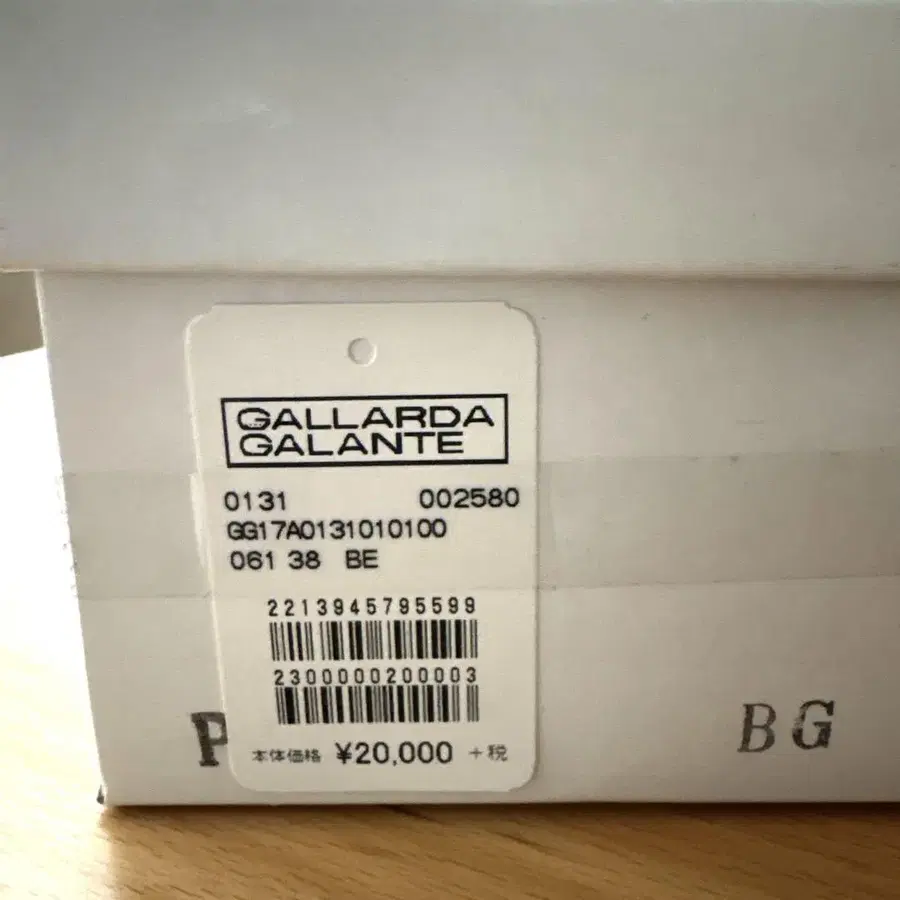 GALLARDA
GALANTE
0131 002580
GG17A0131010100
061 38 BE
2213945795599
2300000200003
本体価格 ¥20,000 +税
P
BG